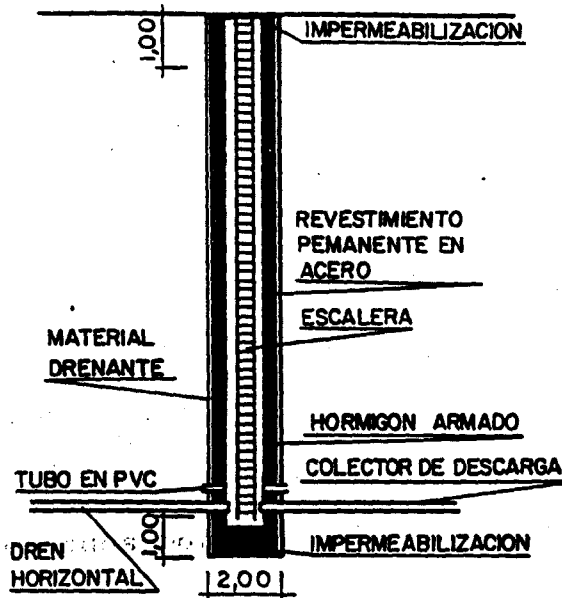 IMPERMEABILIZACION
1,00
REVESTIMIENTO
PEMANENTE EN
ACERO
ESCALERA
MATERIAL
DRENANTE
HORMIGON ARMADO
COLECTOR DE DESCARGA
TUBO EN PVC
DREN
HORIZONTAL
1,00
IMPERMEABILIZACION
2,00